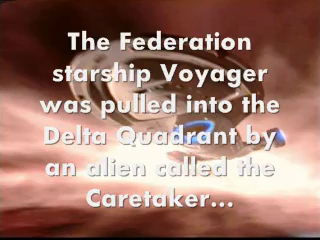 The Federation
starship Voyager
was pulled into the
Delta Quadrant by
an alien called the
Caretaker...